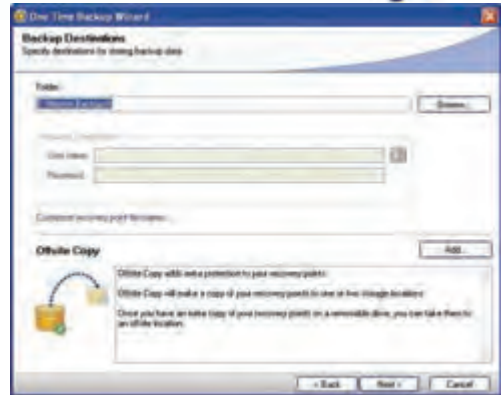 One Time Backup Wizard
Backup Destinations
Specify destinations for storing backup data
Folder:
Browse...
User name:
Password:
Customize recovery point file name...
Offsite Copy
Add...
Offsite Copy adds extra protection to your recovery points.
Offsite Copy will make a copy of your recovery points to one or two storage locations.
Once you have an extra copy of your recovery points on a removable drive, you can take them to
an offsite location.
< Back
Next >
Cancel